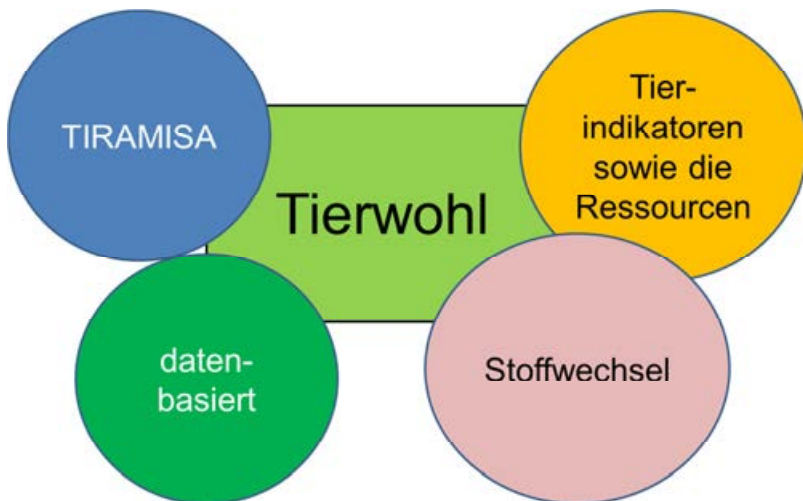 TIRAMISA
Tier-
indikatoren
sowie die
Ressourcen
Tierwohl
daten-
basiert
Stoffwechsel